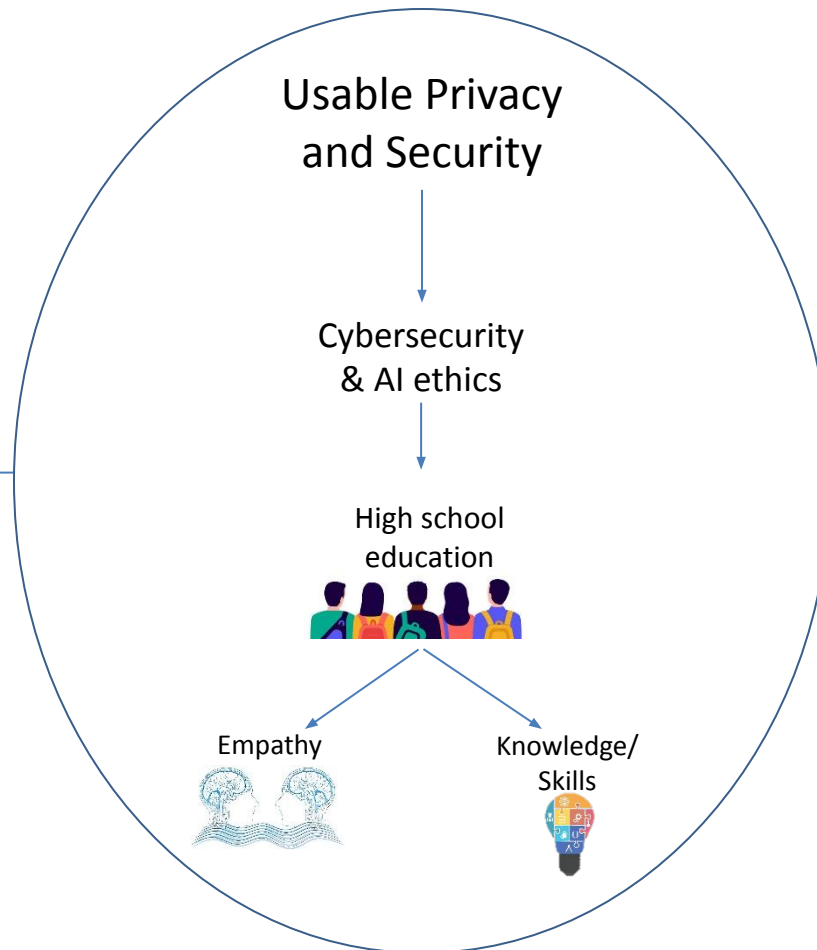 Usable Privacy
and Security
Cybersecurity
& AI ethics
High school
education
Empathy
Knowledge/
Skills